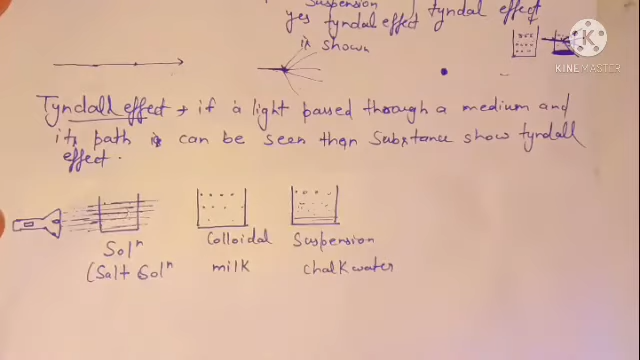 Suspension
tyndal effect
yes tyndal effect
is shown
KINEMASTER
Tyndall effect → if a light passed through a medium and
its path is can be seen then Substance show tyndall
effect.
Solⁿ
Colloidal
Suspension
(Salt Solⁿ
milk
chalk water